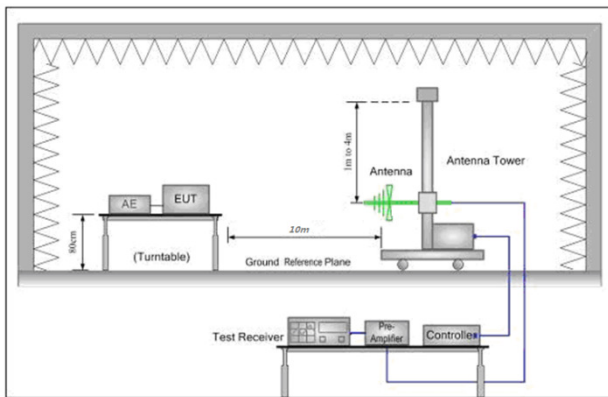 1m to 4m
Antenna
Antenna Tower
AE
EUT
80cm
(Turntable)
10m
Ground Reference Plane
Test Receiver
Pre-
Amplifier
Controller